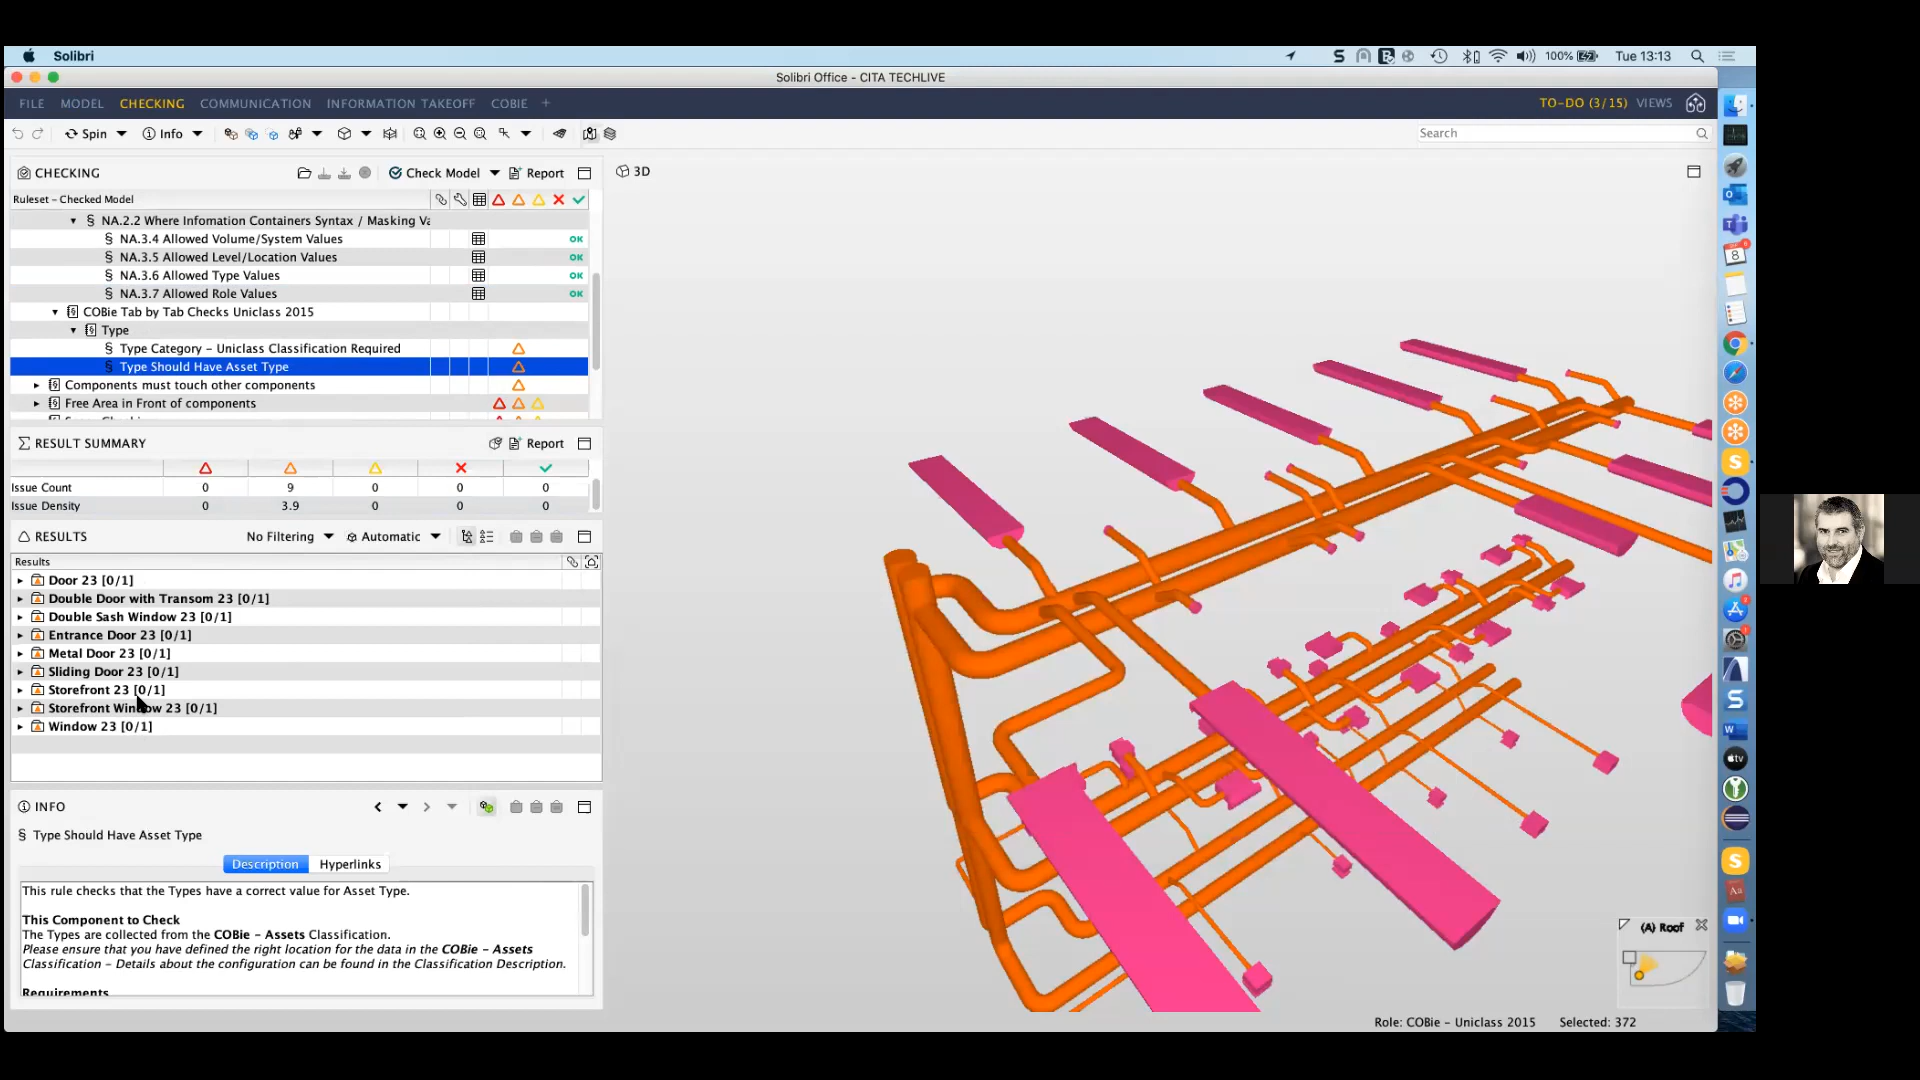 Solibri
100%
Tue 13:13
Solibri Office - CITA TECHLIVE
FILE MODEL CHECKING COMMUNICATION INFORMATION TAKEOFF COBIE +
TO-DO (3/15) VIEWS
Spin
Info
Search
CHECKING
Check Model
Report
3D
Ruleset - Checked Model
§ NA.2.2 Where Infomation Containers Syntax / Masking Va
§ NA.3.4 Allowed Volume/System Values OK
§ NA.3.5 Allowed Level/Location Values OK
§ NA.3.6 Allowed Type Values OK
§ NA.3.7 Allowed Role Values OK
COBie Tab by Tab Checks Uniclass 2015
Type
§ Type Category - Uniclass Classification Required
§ Type Should Have Asset Type
Components must touch other components
Free Area in Front of components
RESULT SUMMARY
Report
Issue Count 0 9 0 0 0
Issue Density 0 3.9 0 0 0
RESULTS
No Filtering
Automatic
Results
Door 23 [0/1]
Double Door with Transom 23 [0/1]
Double Sash Window 23 [0/1]
Entrance Door 23 [0/1]
Metal Door 23 [0/1]
Sliding Door 23 [0/1]
Storefront 23 [0/1]
Storefront Window 23 [0/1]
Window 23 [0/1]
INFO
§ Type Should Have Asset Type
Description Hyperlinks
This rule checks that the Types have a correct value for Asset Type.
This Component to Check
The Types are collected from the COBie - Assets Classification.
Please ensure that you have defined the right location for the data in the COBie - Assets
Classification - Details about the configuration can be found in the Classification Description.
Requirements
(A) Roof
Role: COBie - Uniclass 2015
Selected: 372